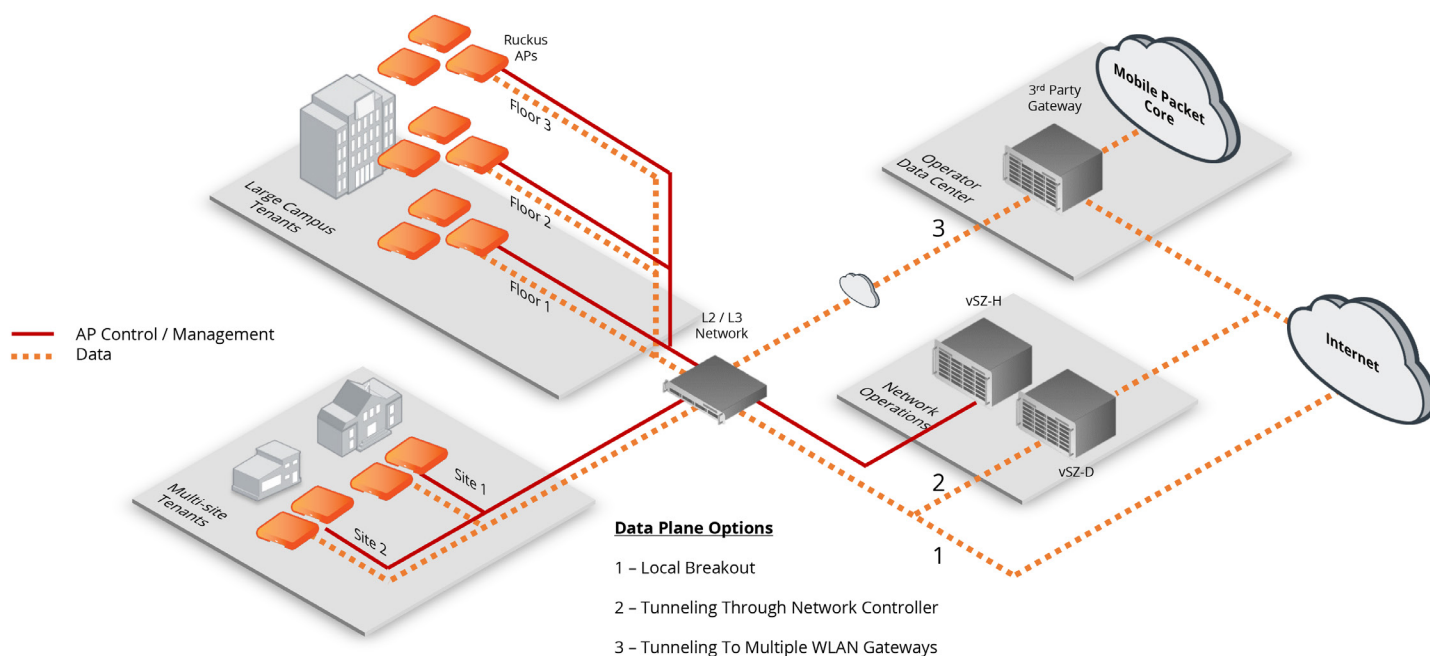 Ruckus
APs
Floor 3
Floor 2
Floor 1
Large Campus
Tenants
3rd Party
Gateway
Mobile Packet
Core
Operator
Data Center
3
L2 / L3
Network
vSZ-H
Network
Operations
vSZ-D
Internet
2
1
AP Control / Management
Data
Site 1
Site 2
Multi-site
Tenants
Data Plane Options
1 – Local Breakout
2 – Tunneling Through Network Controller
3 – Tunneling To Multiple WLAN Gateways